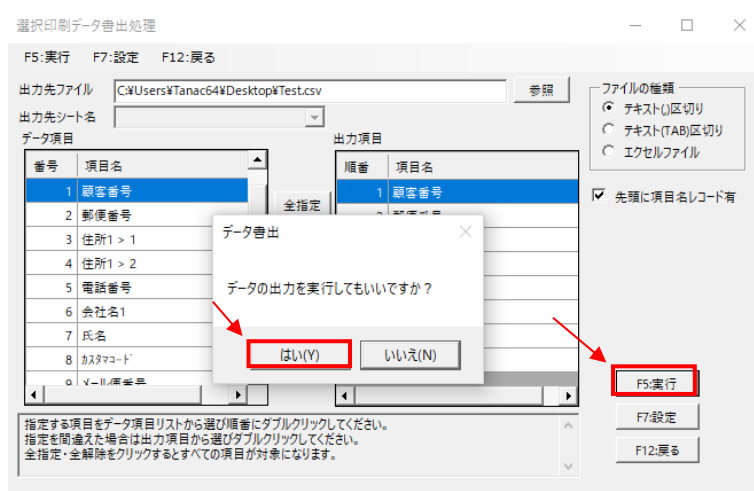 選択印刷データ書出処理
F5:実行 F7:設定 F12:戻る
出力先ファイル C:¥Users¥Tanac64¥Desktop¥Test.csv 参照
出力先シート名
ファイルの種類
テキスト(,)区切り
テキスト(TAB)区切り
エクセルファイル
先頭に項目名レコード有
データ項目
番号 項目名
1 顧客番号
2 郵便番号
3 住所1 > 1
4 住所1 > 2
5 電話番号
6 会社名1
7 氏名
8 ｶｽﾀﾏｺｰﾄﾞ
全指定
出力項目
順番 項目名
1 顧客番号
データ書出
データの出力を実行してもいいですか？
はい(Y) いいえ(N)
F5:実行
F7:設定
F12:戻る
指定する項目をデータ項目リストから選び順番にダブルクリックしてください。
指定を間違えた場合は出力項目から選びダブルクリックしてください。
全指定・全解除をクリックするとすべての項目が対象になります。